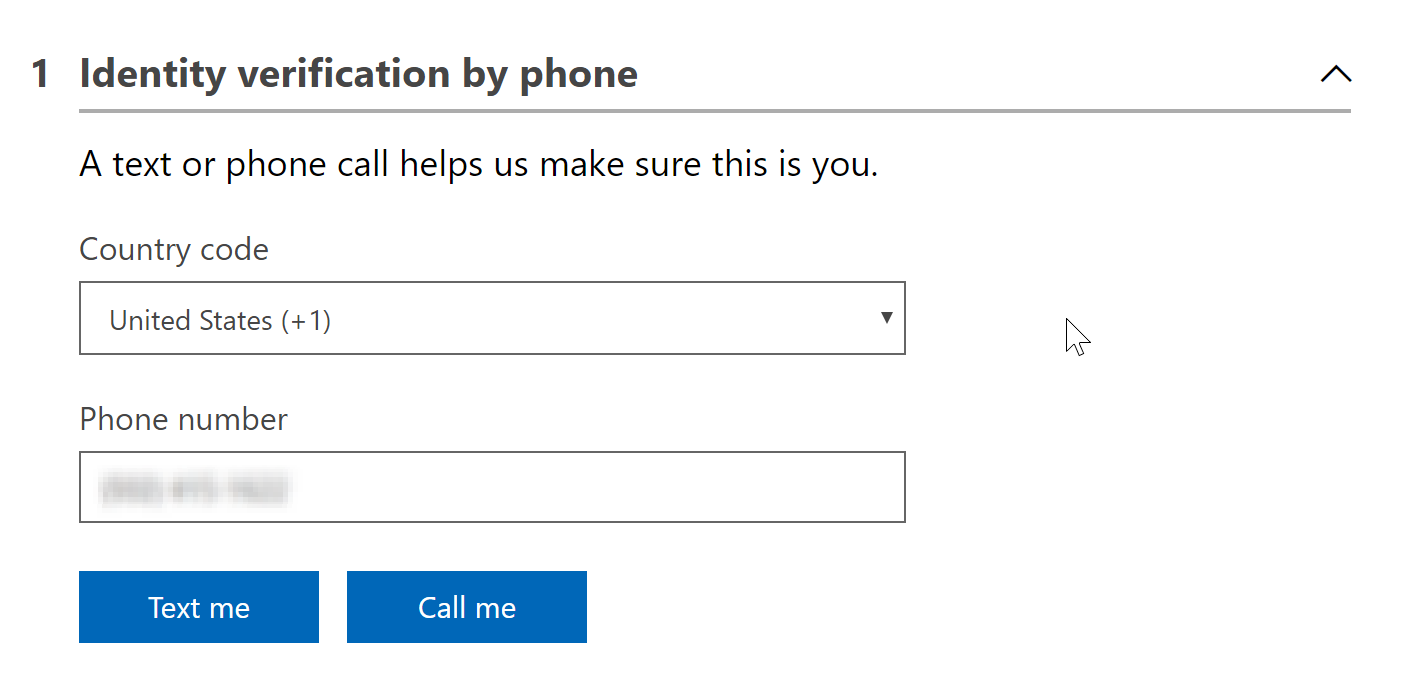 1 Identity verification by phone
A text or phone call helps us make sure this is you.
Country code
United States (+1)
Phone number
Text me
Call me